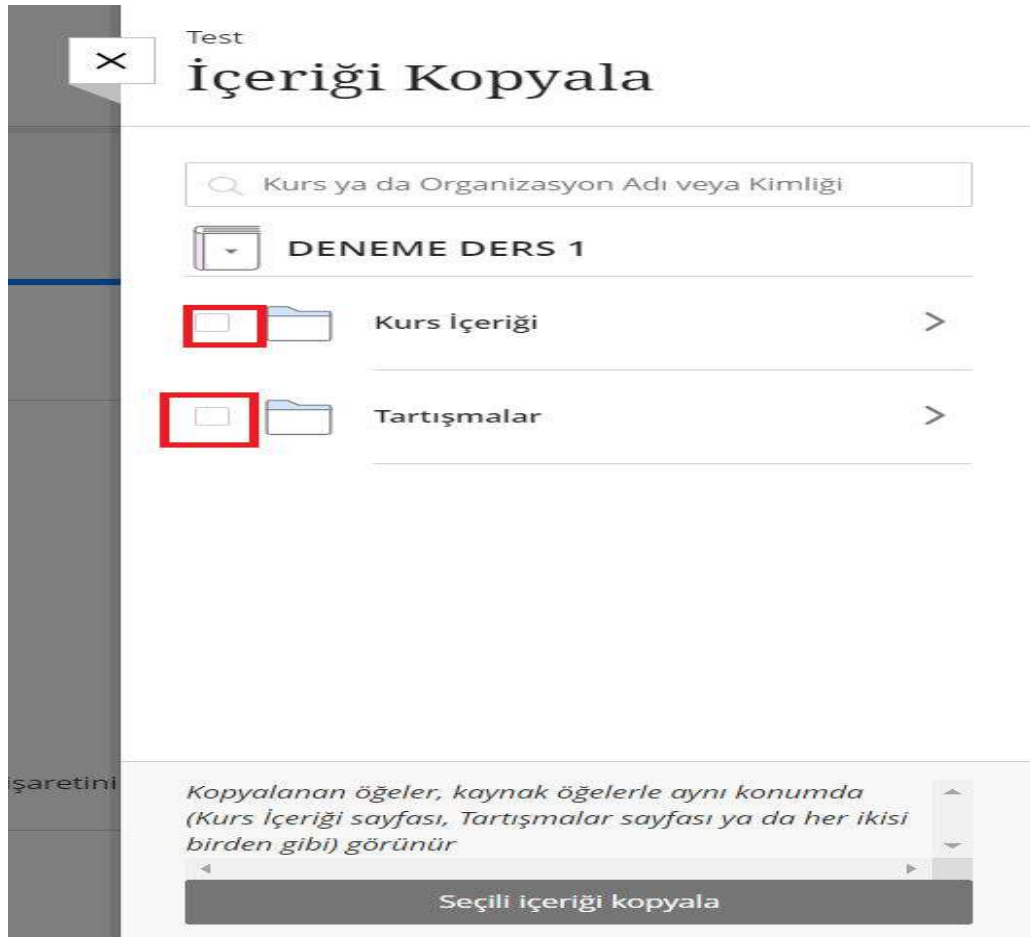 Test
İçeriği Kopyala
Kurs ya da Organizasyon Adı veya Kimliği
DENEME DERS 1
Kurs İçeriği
Tartışmalar
işaretini
Kopyalanan öğeler, kaynak öğelerle aynı konumda
(Kurs İçeriği sayfası, Tartışmalar sayfası ya da her ikisi
birden gibi) görünür
Seçili içeriği kopyala